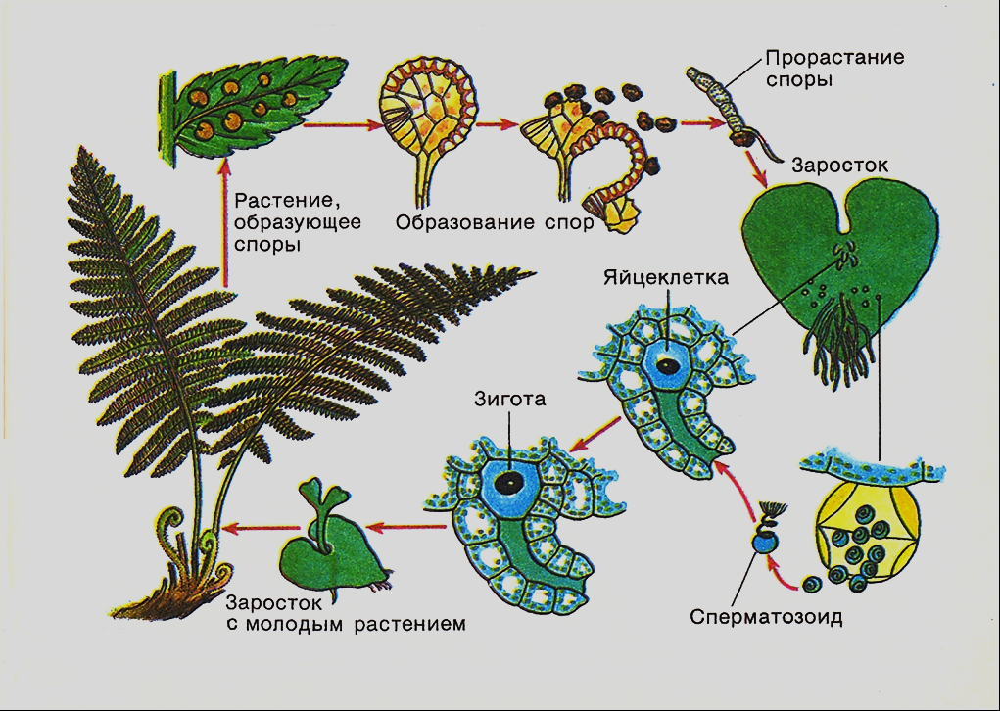 Прорастание
споры
Заросток
Растение,
образующее
споры
Образование спор
Яйцеклетка
Зигота
Заросток
с молодым растением
Сперматозоид